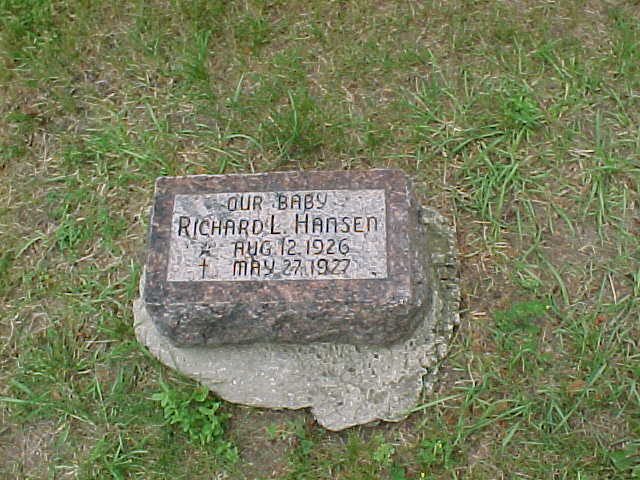 OUR BABY
RICHARD L. HANSEN
★ AUG 12 1926
† MAY 27 1927